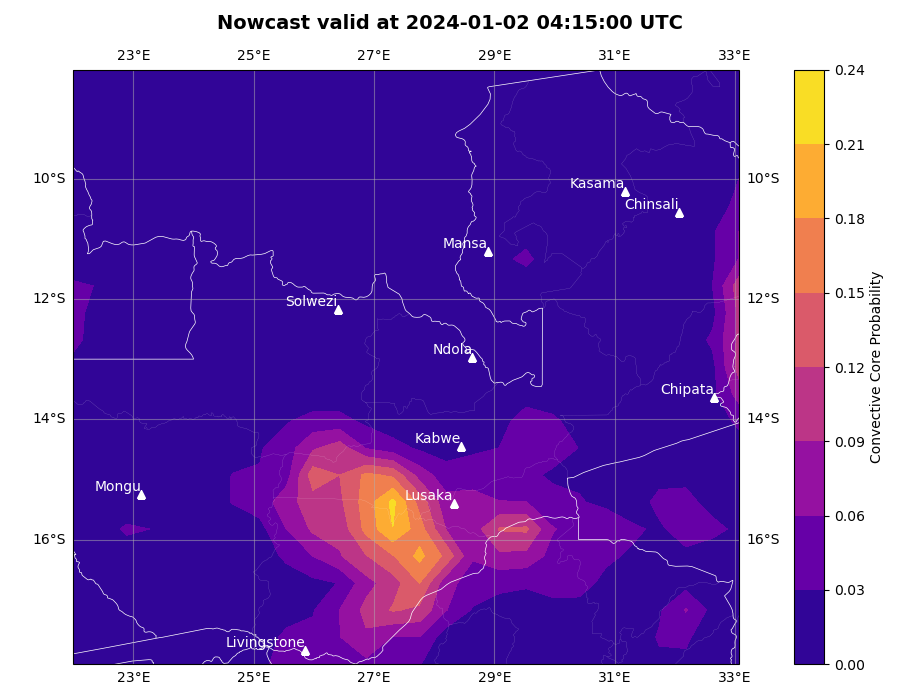 Nowcast valid at 2024-01-02 04:15:00 UTC
23°E 25°E 27°E 29°E 31°E 33°E
0.24
0.21
10°S 10°S
Kasama
Chinsali
0.18
Mansa
0.15
12°S 12°S
Solwezi
0.12
Ndola
Chipata
14°S 14°S
0.09
Kabwe
Mongu
Lusaka
0.06
16°S 16°S
0.03
Livingstone
0.00
23°E 25°E 27°E 29°E 31°E 33°E
Convective Core Probability